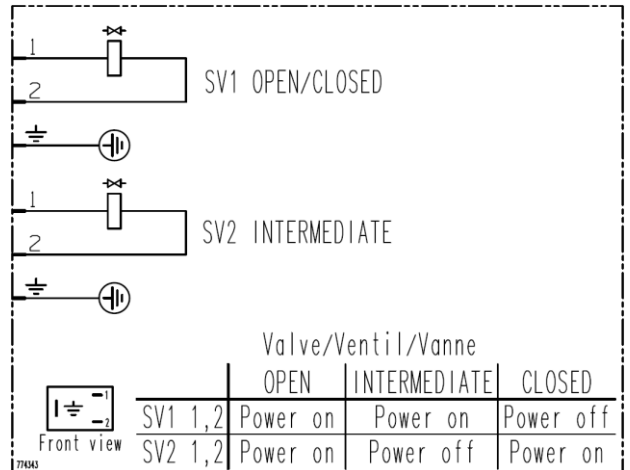 1
2
SV1 OPEN/CLOSED
1
2
SV2 INTERMEDIATE
Valve/Ventil/Vanne
OPEN INTERMEDIATE CLOSED
SV1 1,2 Power on Power on Power off
SV2 1,2 Power on Power off Power on
1
2
Front view
774343